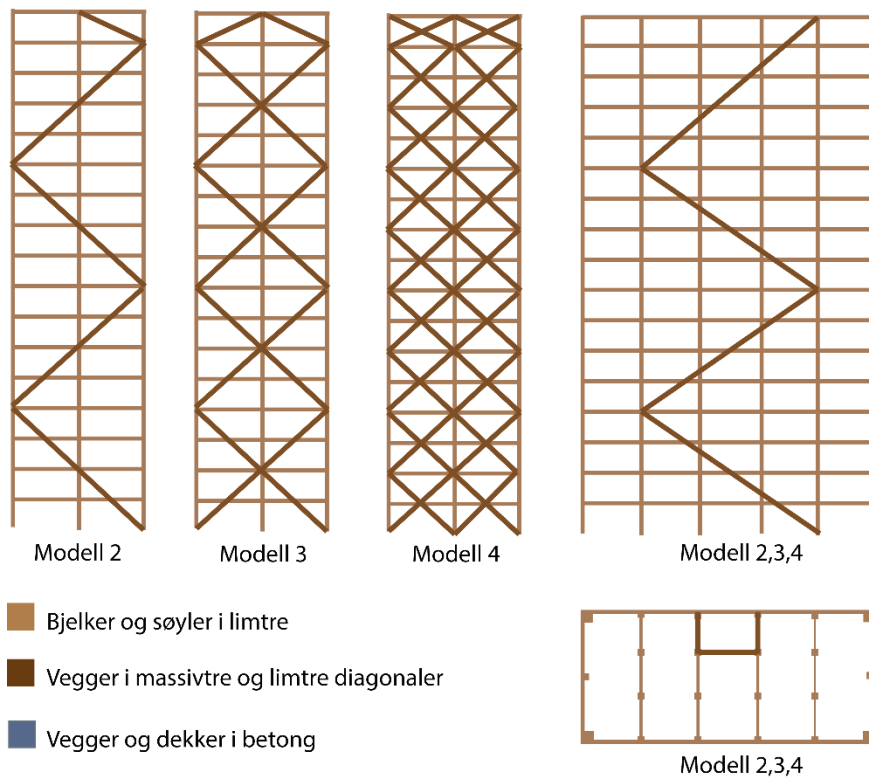 Modell 2
Modell 3
Modell 4
Modell 2,3,4
Bjelker og søyler i limtre
Vegger i massivtre og limtre diagonaler
Vegger og dekker i betong
Modell 2,3,4